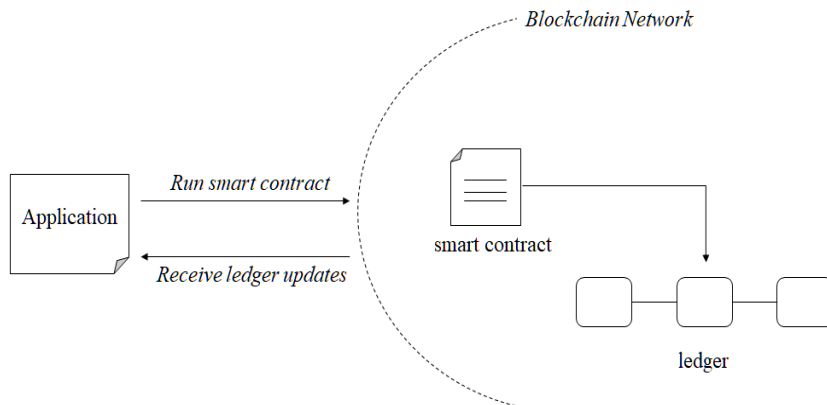 Blockchain Network
Run smart contract
Application
smart contract
Receive ledger updates
ledger